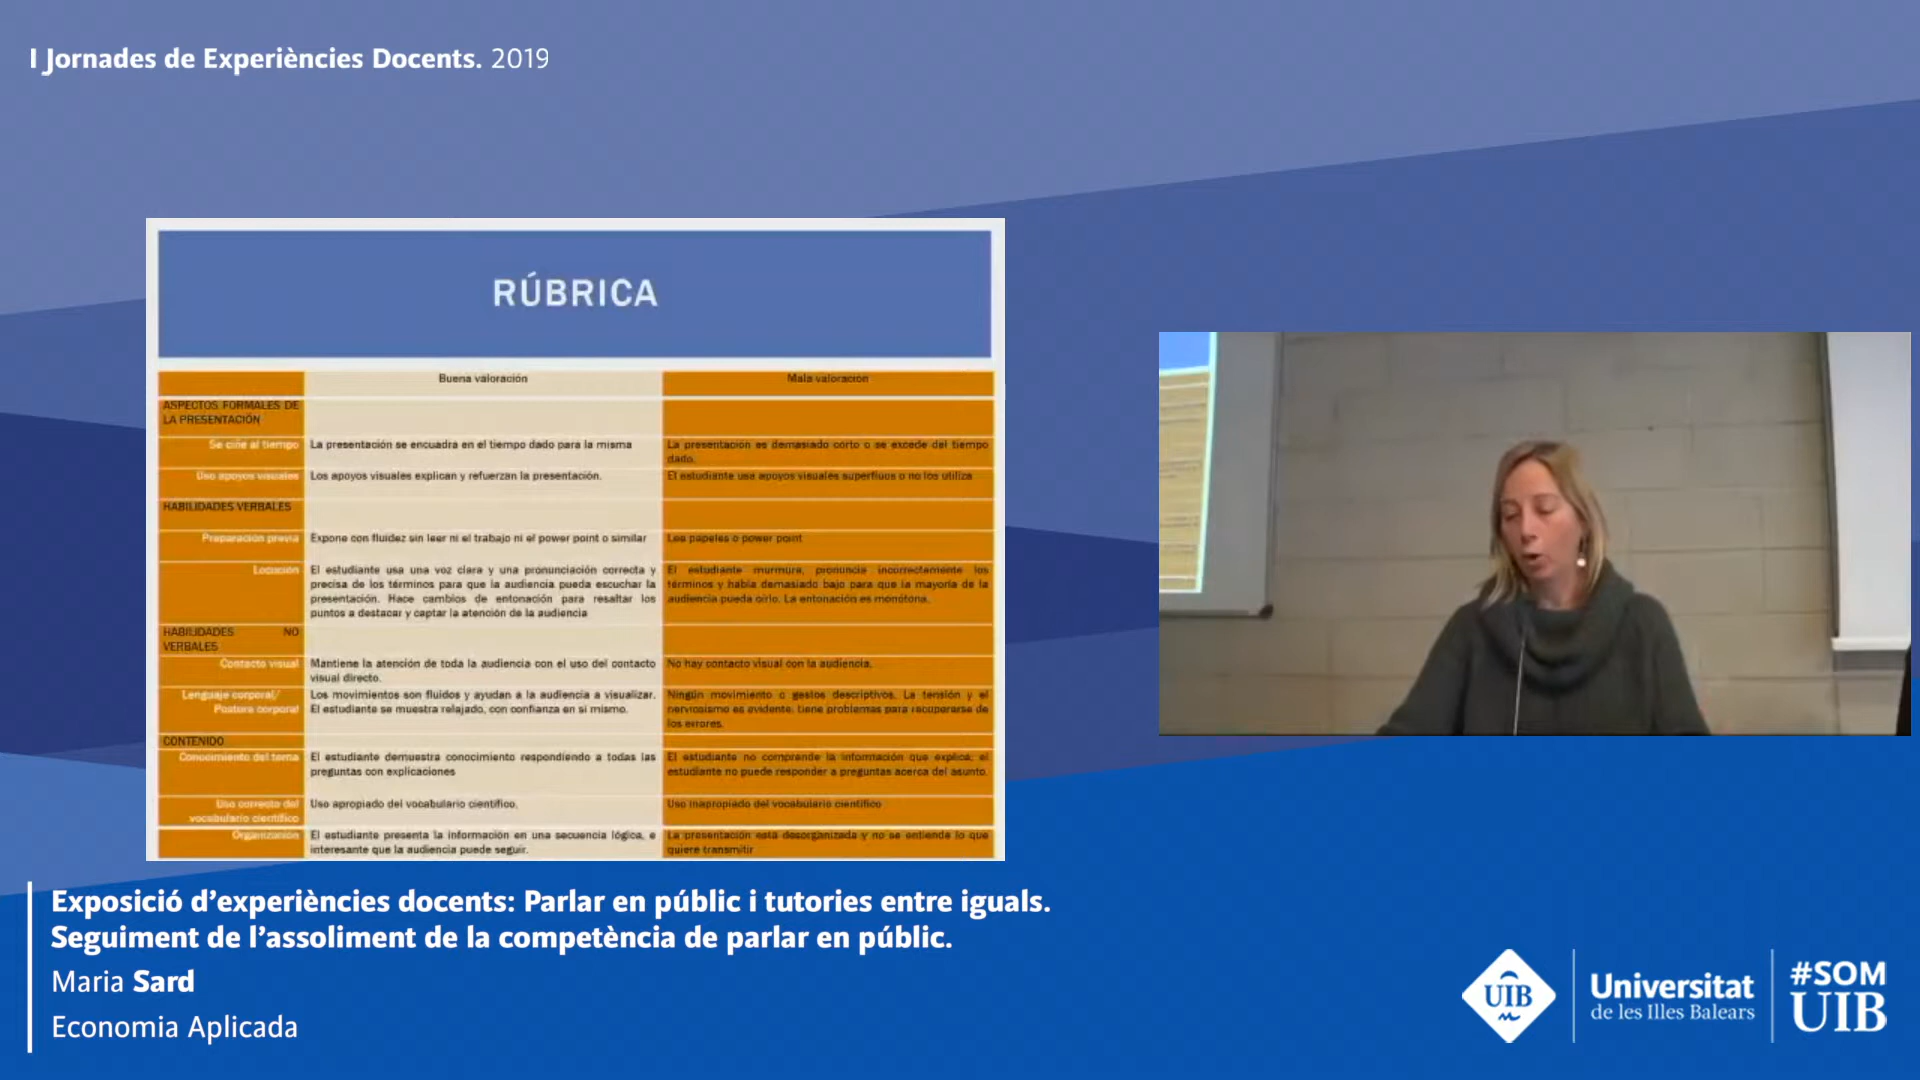 I Jornades de Experiències Docents. 2019
RÚBRICA
Buena valoración
Mala valoración
ASPECTOS FORMALES DE
LA PRESENTACIÓN
Se ciñe al tiempo
La presentación se encuadra en el tiempo dado para la misma
La presentación es demasiado corto o se excede del tiempo
dado.
Uso apoyos visuales
Los apoyos visuales explican y refuerzan la presentación.
El estudiante usa apoyos visuales superfluos o no los utiliza
HABILIDADES VERBALES
Preparación previa
Expone con fluidez sin leer ni el trabajo ni el power point o similar
Lee papeles o power point
Locución
El estudiante usa una voz clara y una pronunciación correcta y
precisa de los términos para que la audiencia pueda escuchar la
presentación. Hace cambios de entonación para resaltar los
puntos a destacar y captar la atención de la audiencia
El estudiante murmura, pronuncia incorrectamente los
términos y habla demasiado bajo para que la mayoría de la
audiencia pueda oírlo. La entonación es monótona.
HABILIDADES NO
VERBALES
Contacto visual
Mantiene la atención de toda la audiencia con el uso del contacto
visual directo.
No hay contacto visual con la audiencia.
Lenguaje corporal/
Postura corporal
Los movimientos son fluidos y ayudan a la audiencia a visualizar.
El estudiante se muestra relajado, con confianza en si mismo.
Ningún movimiento o gestos descriptivos. La tensión y el
nerviosismo es evidente, tiene problemas para recuperarse de
los errores.
CONTENIDO
Conocimiento del tema
El estudiante demuestra conocimiento respondiendo a todas las
preguntas con explicaciones
El estudiante no comprende la información que explica; el
estudiante no puede responder a preguntas acerca del asunto.
Uso correcto del
vocabulario científico
Uso apropiado del vocabulario científico.
Uso inapropiado del vocabulario científico
Organización
El estudiante presenta la información en una secuencia lógica, e
interesante que la audiencia puede seguir.
La presentación está desorganizada y no se entiende lo que
quiere transmitir
Exposició d'experiències docents: Parlar en públic i tutories entre iguals.
Seguiment de l'assoliment de la competència de parlar en públic.
Maria Sard
Economia Aplicada
UIB
Universitat
de les Illes Balears
#SOM
UIB